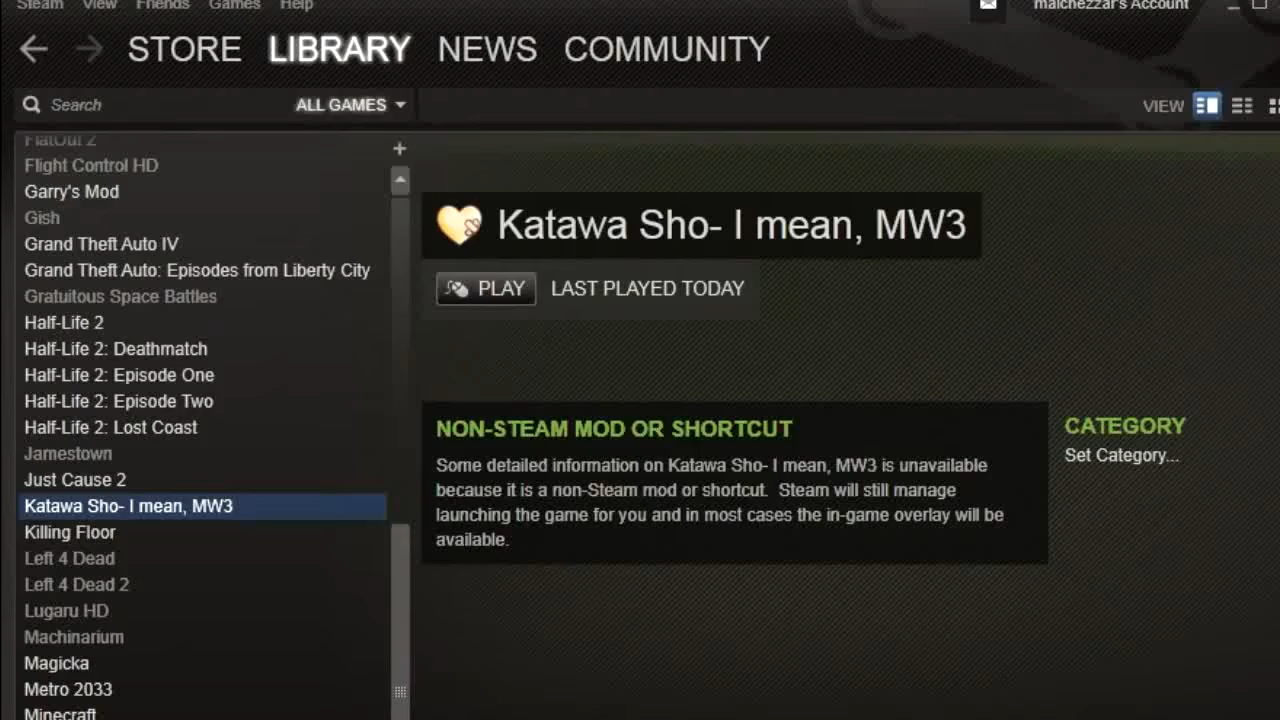 Steam View Friends Games Help
malchezzar's Account
STORE LIBRARY NEWS COMMUNITY
Search
ALL GAMES
VIEW
FlatOut 2
Flight Control HD
Garry's Mod
Gish
Grand Theft Auto IV
Grand Theft Auto: Episodes from Liberty City
Gratuitous Space Battles
Half-Life 2
Half-Life 2: Deathmatch
Half-Life 2: Episode One
Half-Life 2: Episode Two
Half-Life 2: Lost Coast
Jamestown
Just Cause 2
Katawa Sho- I mean, MW3
Killing Floor
Left 4 Dead
Left 4 Dead 2
Lugaru HD
Machinarium
Magicka
Metro 2033
Minecraft
Katawa Sho- I mean, MW3
PLAY
LAST PLAYED TODAY
NON-STEAM MOD OR SHORTCUT
Some detailed information on Katawa Sho- I mean, MW3 is unavailable
because it is a non-Steam mod or shortcut. Steam will still manage
launching the game for you and in most cases the in-game overlay will be
available.
CATEGORY
Set Category...